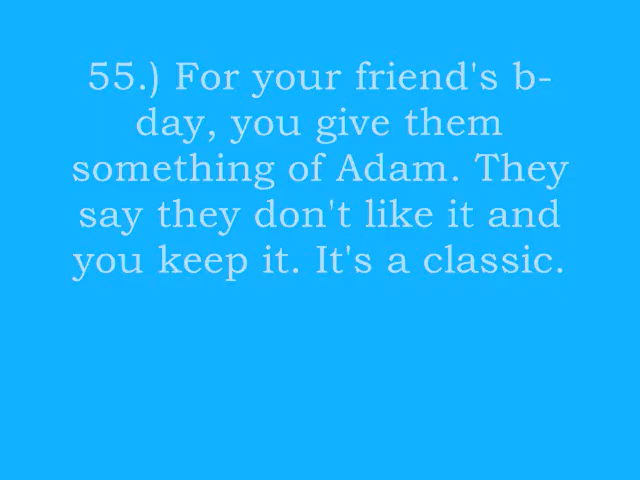 55.) For your friend's b-
day, you give them
something of Adam. They
say they don't like it and
you keep it. It's a classic.